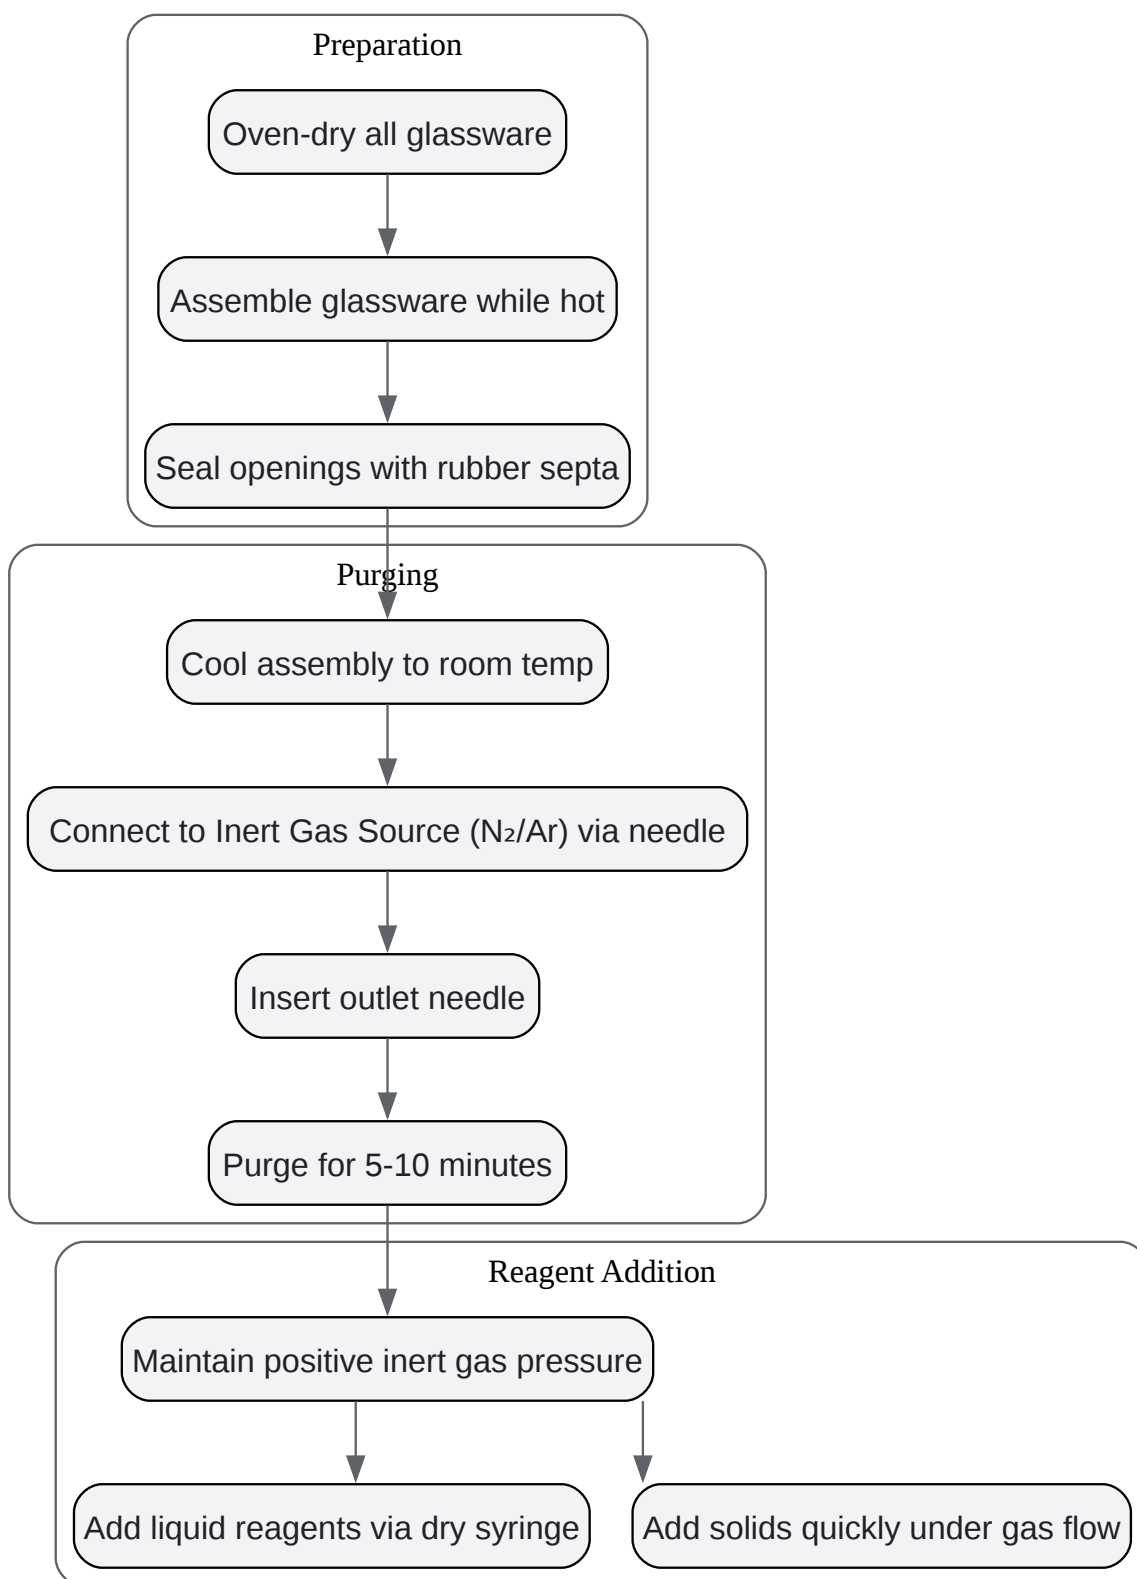 Preparation
Oven-dry all glassware
Assemble glassware while hot
Seal openings with rubber septa
Purging
Cool assembly to room temp
Connect to Inert Gas Source (N₂/Ar) via needle
Insert outlet needle
Purge for 5-10 minutes
Reagent Addition
Maintain positive inert gas pressure
Add liquid reagents via dry syringe
Add solids quickly under gas flow